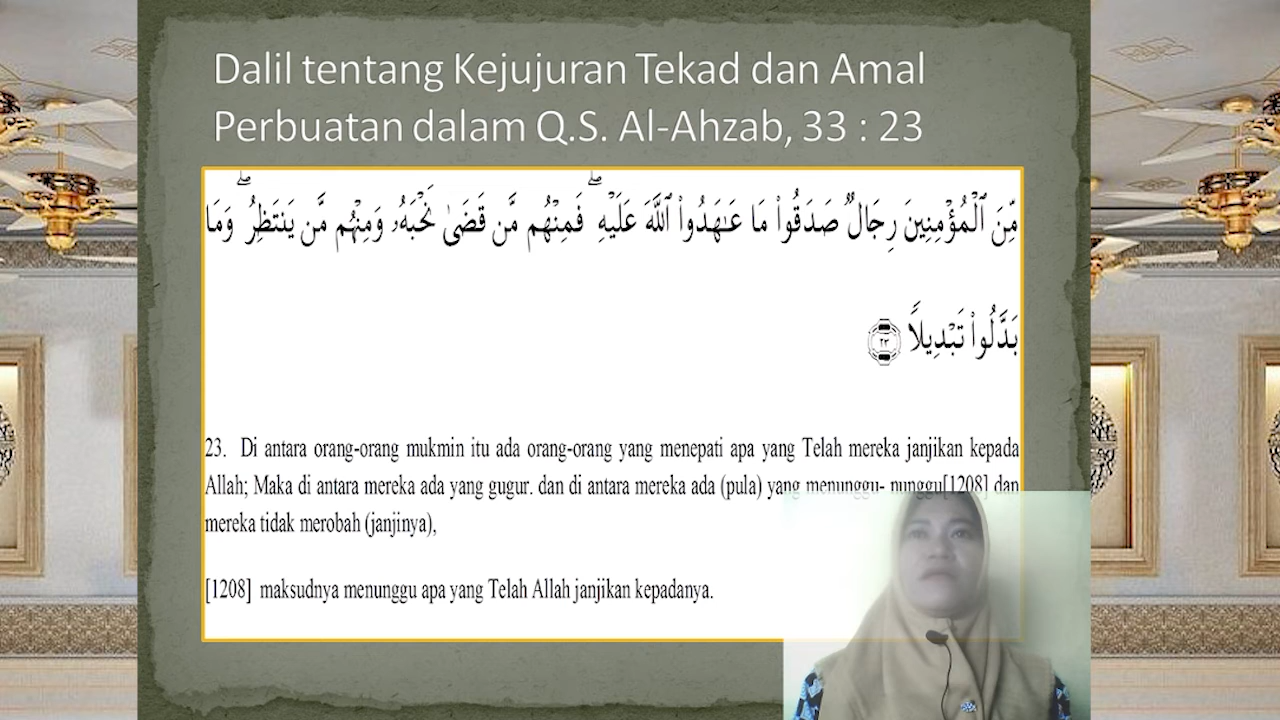 Dalil tentang Kejujuran Tekad dan Amal
Perbuatan dalam Q.S. Al-Ahzab, 33 : 23
مِّنَ ٱلْمُؤْمِنِينَ رِجَالٌ صَدَقُوا۟ مَا عَـٰهَدُوا۟ ٱللَّهَ عَلَيْهِ ۖ فَمِنْهُم مَّن قَضَىٰ نَحْبَهُۥ وَمِنْهُم مَّن يَنتَظِرُ ۖ وَمَا
بَدَّلُوا۟ تَبْدِيلًا ﴿٢٣﴾
23. Di antara orang-orang mukmin itu ada orang-orang yang menepati apa yang Telah mereka janjikan kepada
Allah; Maka di antara mereka ada yang gugur. dan di antara mereka ada (pula) yang menunggu- nunggu[1208] dan
mereka tidak merobah (janjinya),
[1208] maksudnya menunggu apa yang Telah Allah janjikan kepadanya.